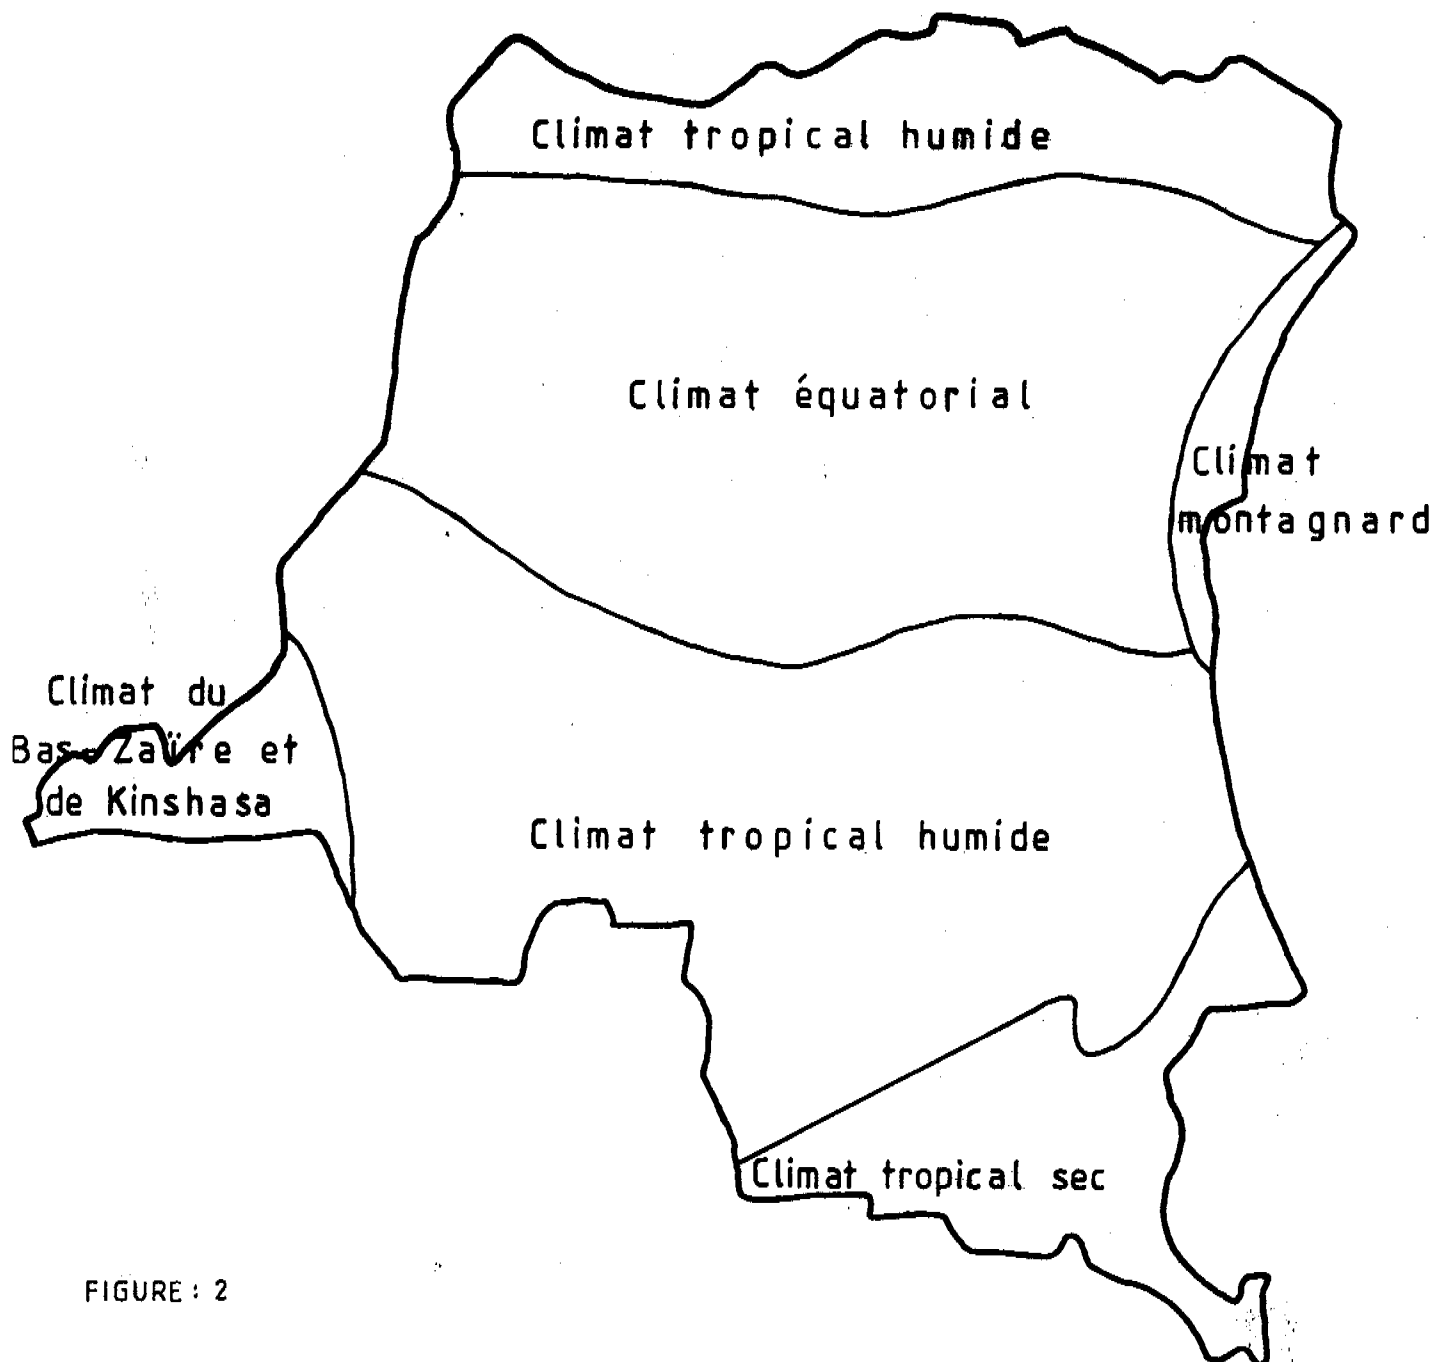 Climat tropical humide
Climat équatorial
Climat
montagnard
Climat du
Bas-Zaïre et
de Kinshasa
Climat tropical humide
Climat tropical sec
FIGURE : 2